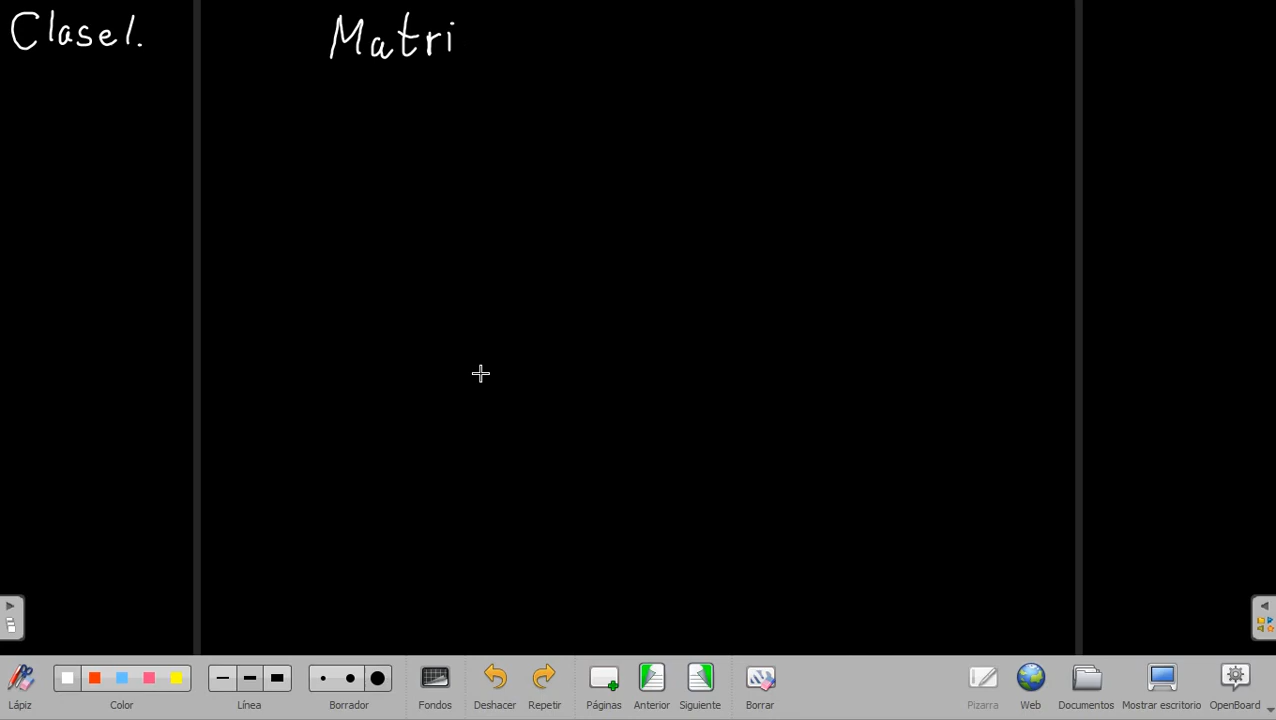 Clase 1.
Matri
Lápiz
Color
Línea
Borrador
Fondos
Deshacer
Repetir
Páginas
Anterior
Siguiente
Borrar
Pizarra
Web
Documentos
Mostrar escritorio
OpenBoard